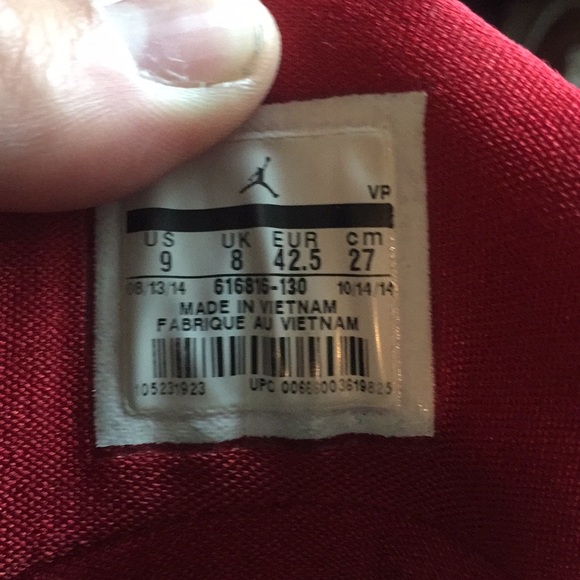 VP
US UK EUR cm
9 8 42.5 27
08/13/14 616816-130 10/14/14
MADE IN VIETNAM
FABRIQUE AU VIETNAM
105231923 UPC